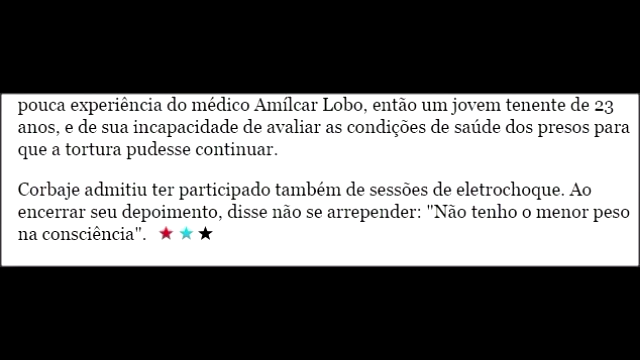 pouca experiência do médico Amílcar Lobo, então um jovem tenente de 23
anos, e de sua incapacidade de avaliar as condições de saúde dos presos para
que a tortura pudesse continuar.
Corbaje admitiu ter participado também de sessões de eletrochoque. Ao
encerrar seu depoimento, disse não se arrepender: "Não tenho o menor peso
na consciência".